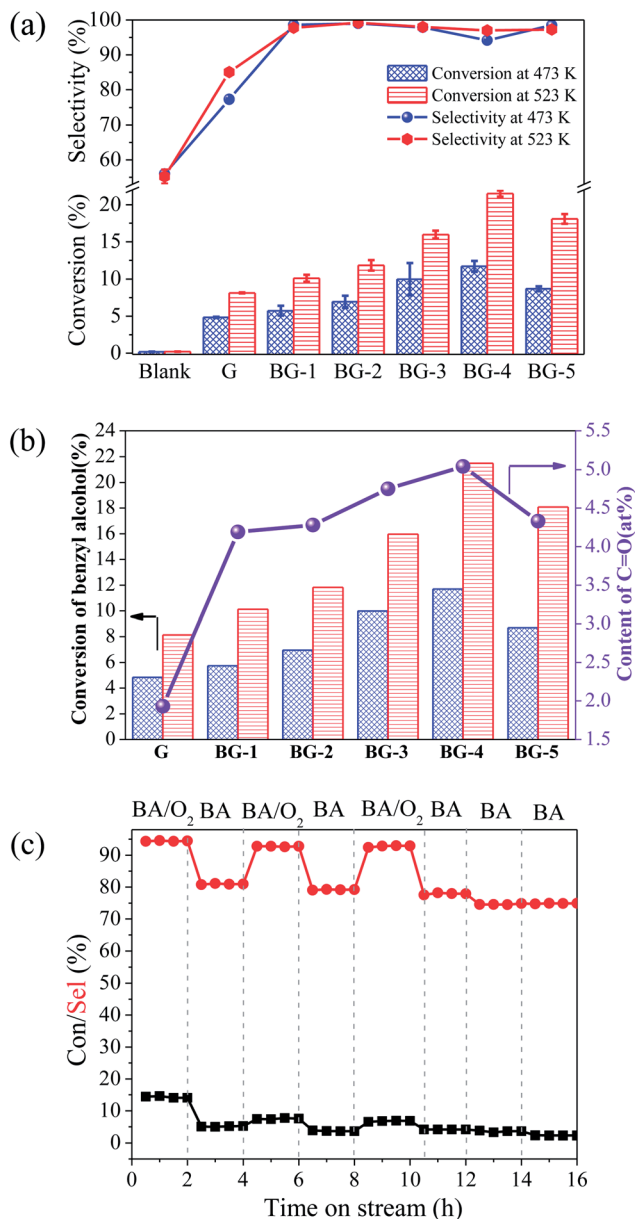 (a)
Selectivity (%)
100
90
80
70
60
Conversion at 473 K
Conversion at 523 K
Selectivity at 473 K
Selectivity at 523 K
Conversion (%)
20
15
10
5
0
Blank G BG-1 BG-2 BG-3 BG-4 BG-5
(b)
Conversion of benzyl alcohol(%)
24
22
20
18
16
14
12
10
8
6
4
2
0
5.5
5.0
4.5
4.0
3.5
3.0
2.5
2.0
1.5
Content of C=O(at%)
G BG-1 BG-2 BG-3 BG-4 BG-5
(c)
BA/O2 BA BA/O2 BA BA/O2 BA BA BA
Con/Sel (%)
90
80
70
60
50
40
30
20
10
0
0 2 4 6 8 10 12 14 16
Time on stream (h)